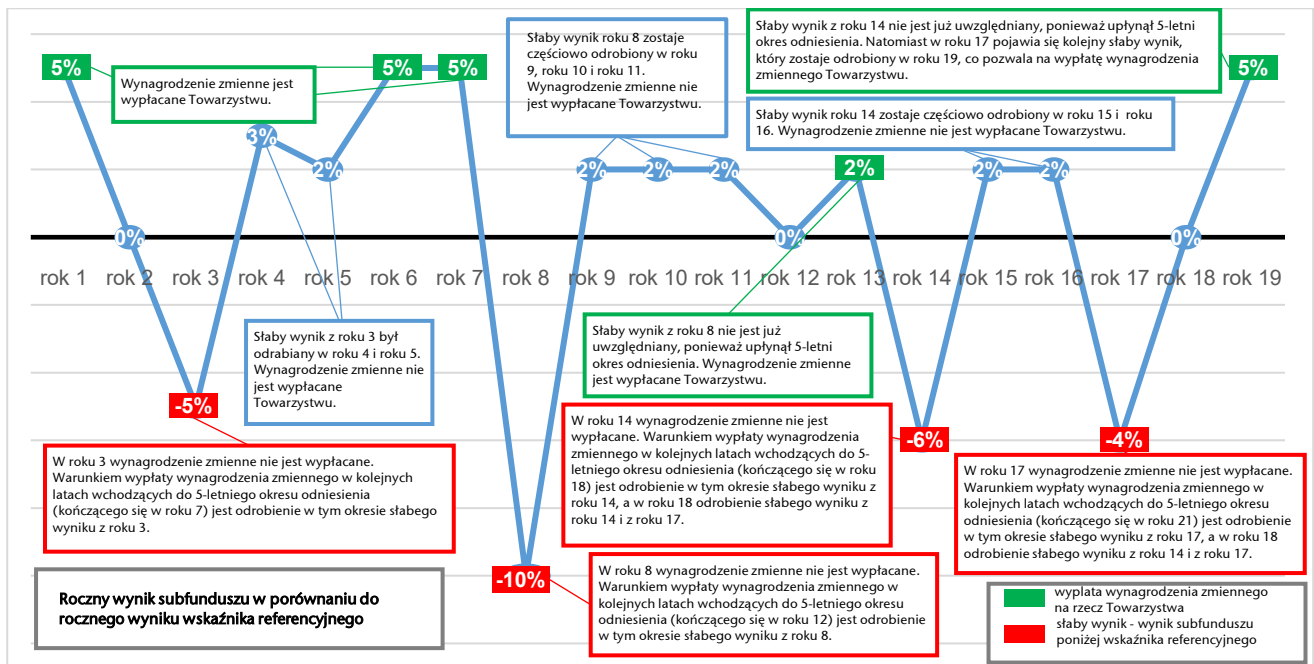 Słaby wynik roku 8 zostaje
częściowo odrobiony w roku
9, roku 10 i roku 11.
Wynagrodzenie zmienne nie
jest wypłacane Towarzystwu.
Słaby wynik z roku 14 nie jest już uwzględniany, ponieważ upłynął 5-letni
okres odniesienia. Natomiast w roku 17 pojawia się kolejny słaby wynik,
który zostaje odrobiony w roku 19, co pozwala na wypłatę wynagrodzenia
zmiennego Towarzystwu.
Wynagrodzenie zmienne jest
wypłacane Towarzystwu.
Słaby wynik roku 14 zostaje częściowo odrobiony w roku 15 i roku
16. Wynagrodzenie zmienne nie jest wypłacane Towarzystwu.
5%
0%
-5%
3%
2%
5%
5%
-10%
2%
2%
2%
0%
2%
-6%
2%
2%
-4%
0%
5%
rok 1
rok 2
rok 3
rok 4
rok 5
rok 6
rok 7
rok 8
rok 9
rok 10
rok 11
rok 12
rok 13
rok 14
rok 15
rok 16
rok 17
rok 18
rok 19
Słaby wynik z roku 3 był
odrabiany w roku 4 i roku 5.
Wynagrodzenie zmienne nie
jest wypłacane
Towarzystwu.
Słaby wynik z roku 8 nie jest już
uwzględniany, ponieważ upłynął 5-letni
okres odniesienia. Wynagrodzenie zmienne
jest wypłacane Towarzystwu.
W roku 3 wynagrodzenie zmienne nie jest wypłacane.
Warunkiem wypłaty wynagrodzenia zmiennego w kolejnych
latach wchodzących do 5-letniego okresu odniesienia
(kończącego się w roku 7) jest odrobienie w tym okresie słabego
wyniku z roku 3.
W roku 14 wynagrodzenie zmienne nie jest
wypłacane. Warunkiem wypłaty wynagrodzenia
zmiennego w kolejnych latach wchodzących do 5-
letniego okresu odniesienia (kończącego się w roku
18) jest odrobienie w tym okresie słabego wyniku z
roku 14, a w roku 18 odrobienie słabego wyniku z
roku 14 i z roku 17.
W roku 17 wynagrodzenie zmienne nie jest wypłacane.
Warunkiem wypłaty wynagrodzenia zmiennego w
kolejnych latach wchodzących do 5-letniego okresu
odniesienia (kończącego się w roku 21) jest odrobienie
w tym okresie słabego wyniku z roku 17, a w roku 18
odrobienie słabego wyniku z roku 14 i z roku 17.
W roku 8 wynagrodzenie zmienne nie jest wypłacane.
Warunkiem wypłaty wynagrodzenia zmiennego w
kolejnych latach wchodzących do 5-letniego okresu
odniesienia (kończącego się w roku 12) jest odrobienie
w tym okresie słabego wyniku z roku 8.
Roczny wynik subfunduszu w porównaniu do
rocznego wyniku wskaźnika referencyjnego
wyplata wynagrodzenia zmiennego
na rzecz Towarzystwa
słaby wynik - wynik subfunduszu
poniżej wskaźnika referencyjnego